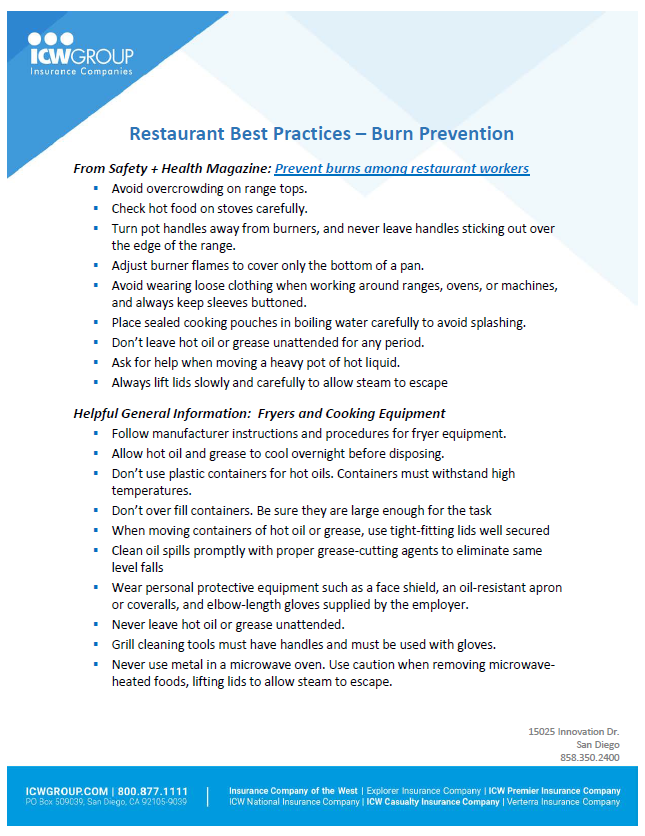 ICWGROUP
Insurance Companies
Restaurant Best Practices – Burn Prevention
From Safety + Health Magazine: Prevent burns among restaurant workers
▪ Avoid overcrowding on range tops.
▪ Check hot food on stoves carefully.
▪ Turn pot handles away from burners, and never leave handles sticking out over
the edge of the range.
▪ Adjust burner flames to cover only the bottom of a pan.
▪ Avoid wearing loose clothing when working around ranges, ovens, or machines,
and always keep sleeves buttoned.
▪ Place sealed cooking pouches in boiling water carefully to avoid splashing.
▪ Don’t leave hot oil or grease unattended for any period.
▪ Ask for help when moving a heavy pot of hot liquid.
▪ Always lift lids slowly and carefully to allow steam to escape
Helpful General Information: Fryers and Cooking Equipment
▪ Follow manufacturer instructions and procedures for fryer equipment.
▪ Allow hot oil and grease to cool overnight before disposing.
▪ Don’t use plastic containers for hot oils. Containers must withstand high
temperatures.
▪ Don’t over fill containers. Be sure they are large enough for the task
▪ When moving containers of hot oil or grease, use tight-fitting lids well secured
▪ Clean oil spills promptly with proper grease-cutting agents to eliminate same
level falls
▪ Wear personal protective equipment such as a face shield, an oil-resistant apron
or coveralls, and elbow-length gloves supplied by the employer.
▪ Never leave hot oil or grease unattended.
▪ Grill cleaning tools must have handles and must be used with gloves.
▪ Never use metal in a microwave oven. Use caution when removing microwave-
heated foods, lifting lids to allow steam to escape.
15025 Innovation Dr.
San Diego
858.350.2400
ICWGROUP.COM | 800.877.1111
PO Box 509039, San Diego, CA 92105-9039
Insurance Company of the West | Explorer Insurance Company | ICW Premier Insurance Company
ICW National Insurance Company | ICW Casualty Insurance Company | Verterra Insurance Company